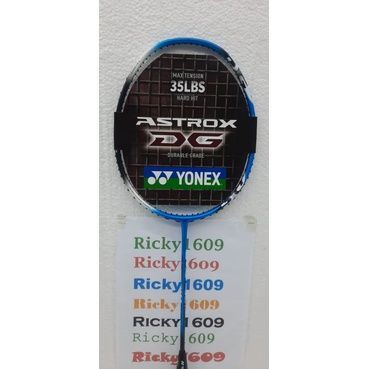 MAX TENSION
35LBS
HARD HIT
ASTROX
DG
DURABLE GRADE
YONEX
Ricky1609
Ricky1609
Ricky1609
Ricky1609
Ricky1609
Ricky1609
Ricky1609